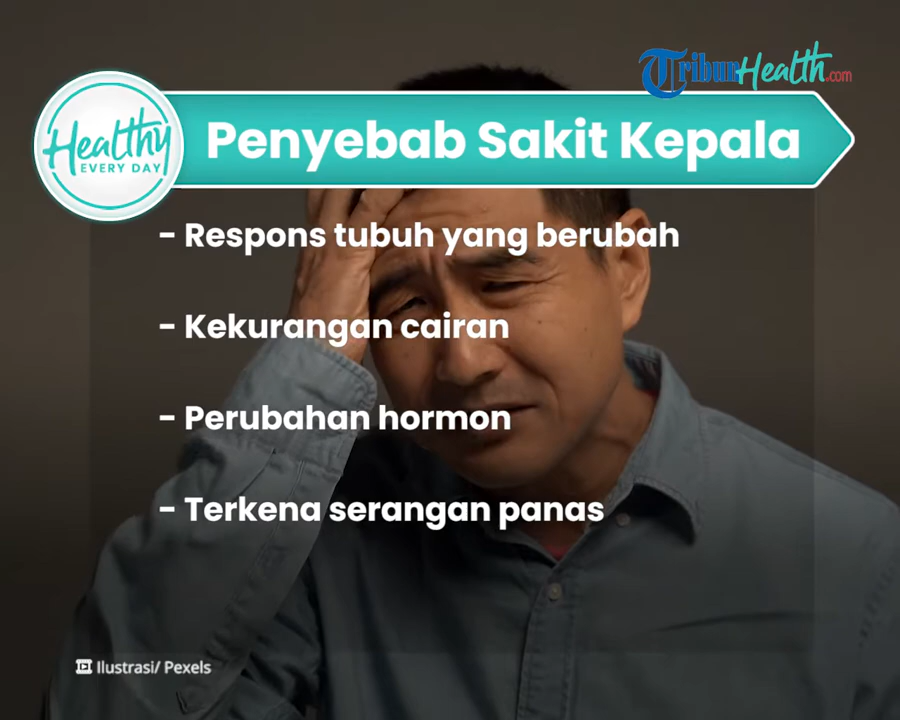 TribunHealth.com
Healthy
EVERY DAY
Penyebab Sakit Kepala
- Respons tubuh yang berubah
- Kekurangan cairan
- Perubahan hormon
- Terkena serangan panas
Ilustrasi/ Pexels